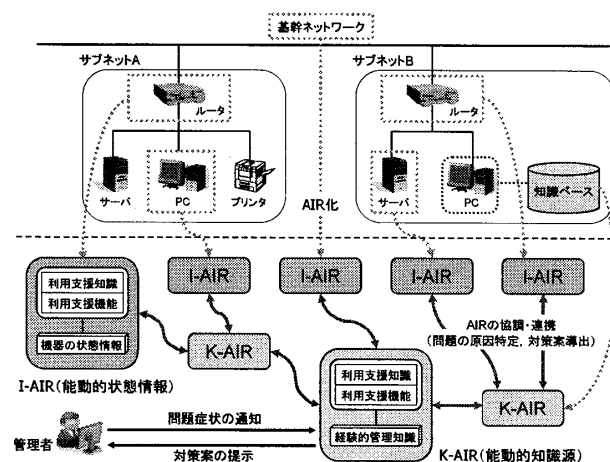 基幹ネットワーク
サブネットA
サブネットB
ルータ
ルータ
サーバ
PC
プリンタ
AIR化
サーバ
PC
知識ベース
利用支援知識
利用支援機能
機器の状態情報
I-AIR
I-AIR
I-AIR
I-AIR
K-AIR
I-AIR(能動的状態情報)
AIRの協調・連携
(問題の原因特定, 対策案導出)
利用支援知識
利用支援機能
経験的管理知識
K-AIR
管理者
問題症状の通知
対策案の提示
K-AIR(能動的知識源)